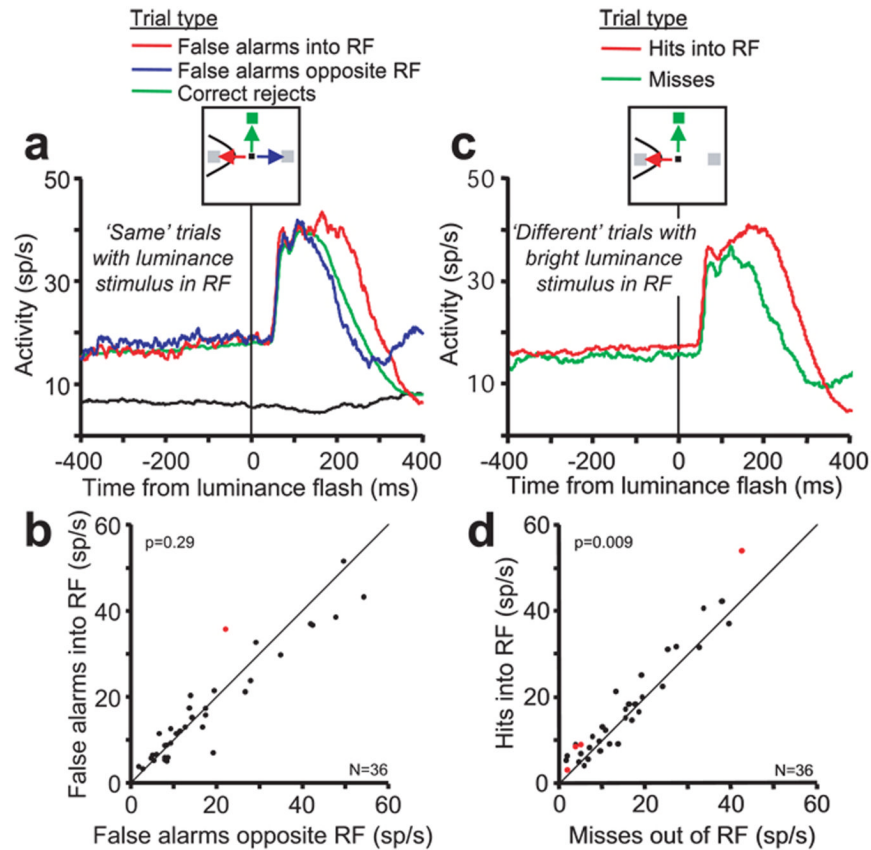 Trial type
False alarms into RF
False alarms opposite RF
Correct rejects
a
50
30
10
Activity (sp/s)
'Same' trials
with luminance
stimulus in RF
-400
-200
0
200
400
Time from luminance flash (ms)
Trial type
Hits into RF
Misses
c
50
30
10
Activity (sp/s)
'Different' trials with
bright luminance
stimulus in RF
-400
-200
0
200
400
Time from luminance flash (ms)
b
False alarms into RF (sp/s)
60
40
20
0
p=0.29
N=36
0
20
40
60
False alarms opposite RF (sp/s)
d
Hits into RF (sp/s)
60
40
20
0
p=0.009
N=36
0
20
40
60
Misses out of RF (sp/s)